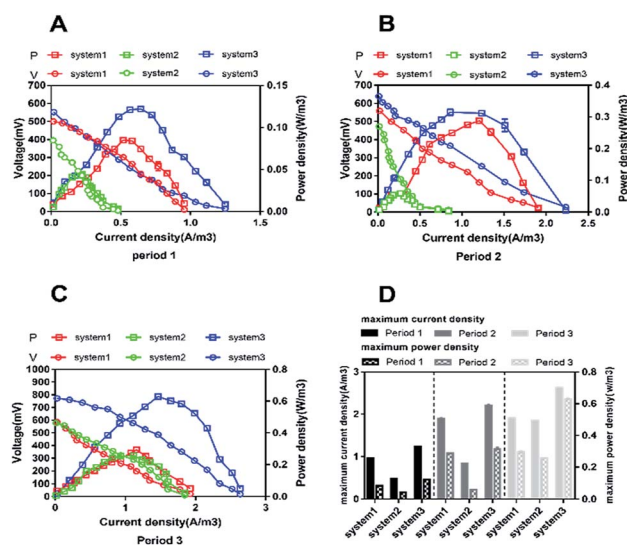 A
P system1 system2 system3
V system1 system2 system3
Voltage(mV)
700
600
500
400
300
200
100
0
0.0 0.5 1.0 1.5
0.15
0.10
0.05
0.00
Power density(W/m3)
Current density(A/m3)
period 1
B
P system1 system2 system3
V system1 system2 system3
Voltage(mV)
700
600
500
400
300
200
100
0
0.0 0.5 1.0 1.5 2.0 2.5
0.4
0.3
0.2
0.1
0.0
Power density(W/m3)
Current density(A/m3)
Period 2
C
P system1 system2 system3
V system1 system2 system3
Voltage(mV)
1000
900
800
700
600
500
400
300
200
100
0
0 1 2 3
0.8
0.6
0.4
0.2
0.0
Power density(W/m3)
Current density(A/m3)
Period 3
D
maximum current density
Period 1 Period 2 Period 3
maximum power density
Period 1 Period 2 Period 3
maximum current density(A/m3)
3
2
1
0
0.8
0.6
0.4
0.2
0.0
maximum power density(W/m3)
system1 system2 system3 system1 system2 system3 system1 system2 system3